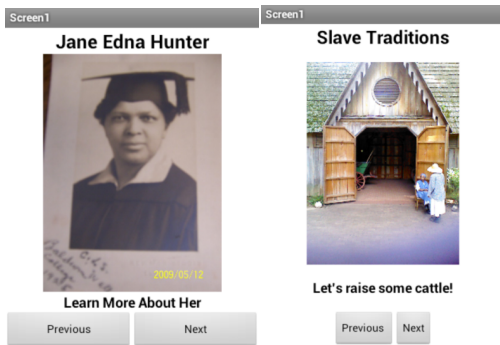 Screen1
Jane Edna Hunter
2009/05/12
Learn More About Her
Previous
Next
Screen1
Slave Traditions
Let's raise some cattle!
Previous
Next